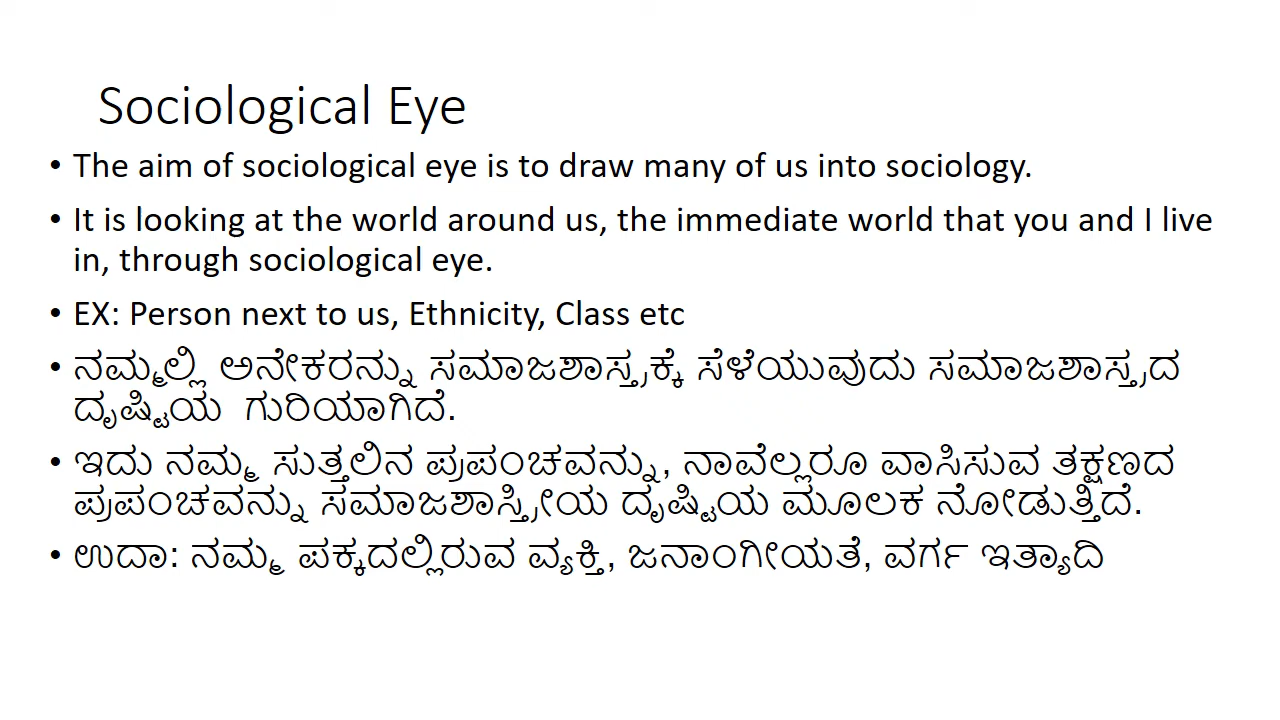 Sociological Eye
• The aim of sociological eye is to draw many of us into sociology.
• It is looking at the world around us, the immediate world that you and I live
in, through sociological eye.
• EX: Person next to us, Ethnicity, Class etc
• ನಮ್ಮಲ್ಲಿ ಅನೇಕರನ್ನು ಸಮಾಜಶಾಸ್ತ್ರಕ್ಕೆ ಸೆಳೆಯುವುದು ಸಮಾಜಶಾಸ್ತ್ರದ
ದೃಷ್ಟಿಯ ಗುರಿಯಾಗಿದೆ.
• ಇದು ನಮ್ಮ ಸುತ್ತಲಿನ ಪ್ರಪಂಚವನ್ನು, ನಾವೆಲ್ಲರೂ ವಾಸಿಸುವ ತಕ್ಷಣದ
ಪ್ರಪಂಚವನ್ನು ಸಮಾಜಶಾಸ್ತ್ರೀಯ ದೃಷ್ಟಿಯ ಮೂಲಕ ನೋಡುತ್ತಿದೆ.
• ಉದಾ: ನಮ್ಮ ಪಕ್ಕದಲ್ಲಿರುವ ವ್ಯಕ್ತಿ, ಜನಾಂಗೀಯತೆ, ವರ್ಗ ಇತ್ಯಾದಿ